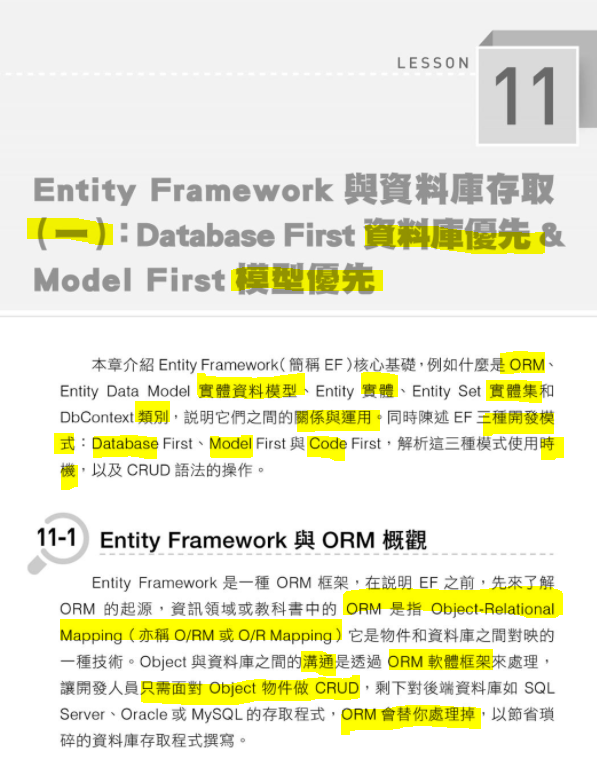 LESSON 11
Entity Framework 與資料庫存取
(一)：Database First 資料庫優先 &
Model First 模型優先
本章介紹 Entity Framework（簡稱 EF）核心基礎，例如什麼是 ORM、
Entity Data Model 實體資料模型、Entity 實體、Entity Set 實體集和
DbContext 類別，說明它們之間的關係與運用。同時陳述 EF 三種開發模
式：Database First、Model First 與 Code First，解析這三種模式使用時
機，以及 CRUD 語法的操作。
11-1 Entity Framework 與 ORM 概觀
Entity Framework 是一種 ORM 框架，在說明 EF 之前，先來了解
ORM 的起源，資訊領域或教科書中的 ORM 是指 Object-Relational
Mapping（亦稱 O/RM 或 O/R Mapping）它是物件和資料庫之間對映的
一種技術。Object 與資料庫之間的溝通是透過 ORM 軟體框架來處理，
讓開發人員只需面對 Object 物件做 CRUD，剩下對後端資料庫如 SQL
Server、Oracle 或 MySQL 的存取程式，ORM 會替你處理掉，以節省瑣
碎的資料庫存取程式撰寫。